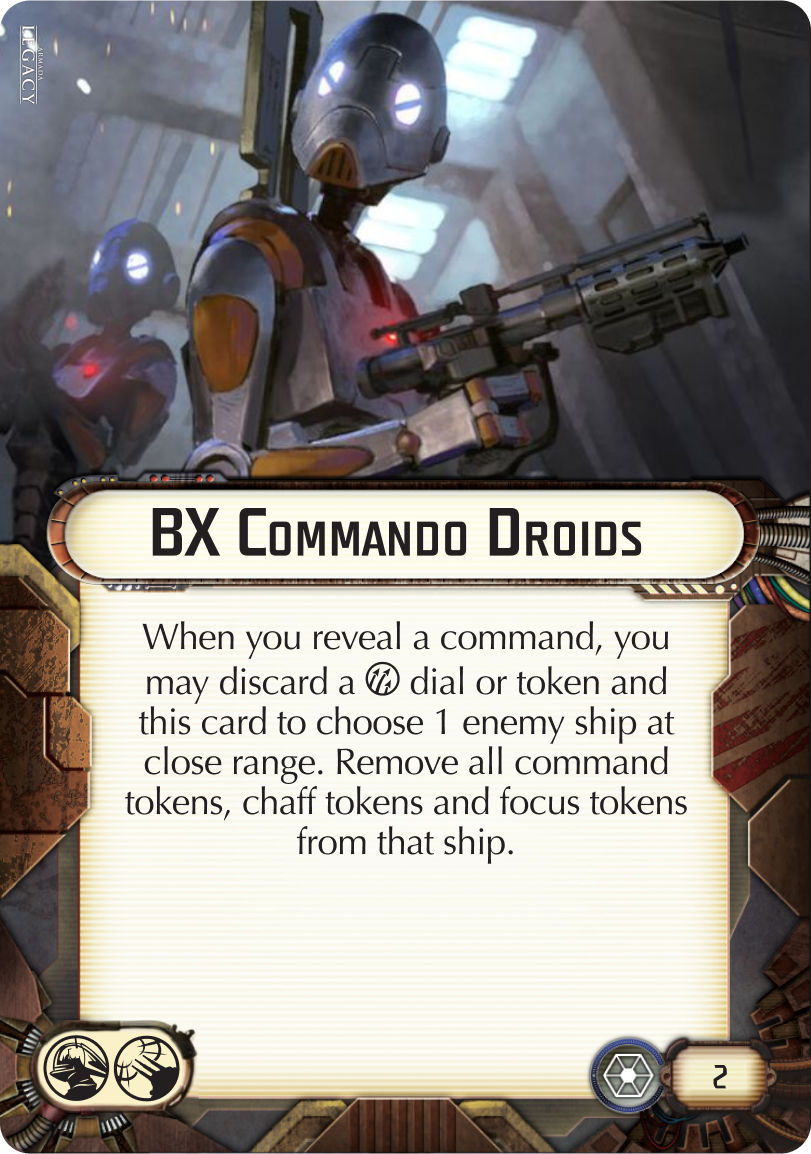 ARMADA
LEGACY
BX Commando Droids
When you reveal a command, you
may discard a dial or token and
this card to choose 1 enemy ship at
close range. Remove all command
tokens, chaff tokens and focus tokens
from that ship.
2